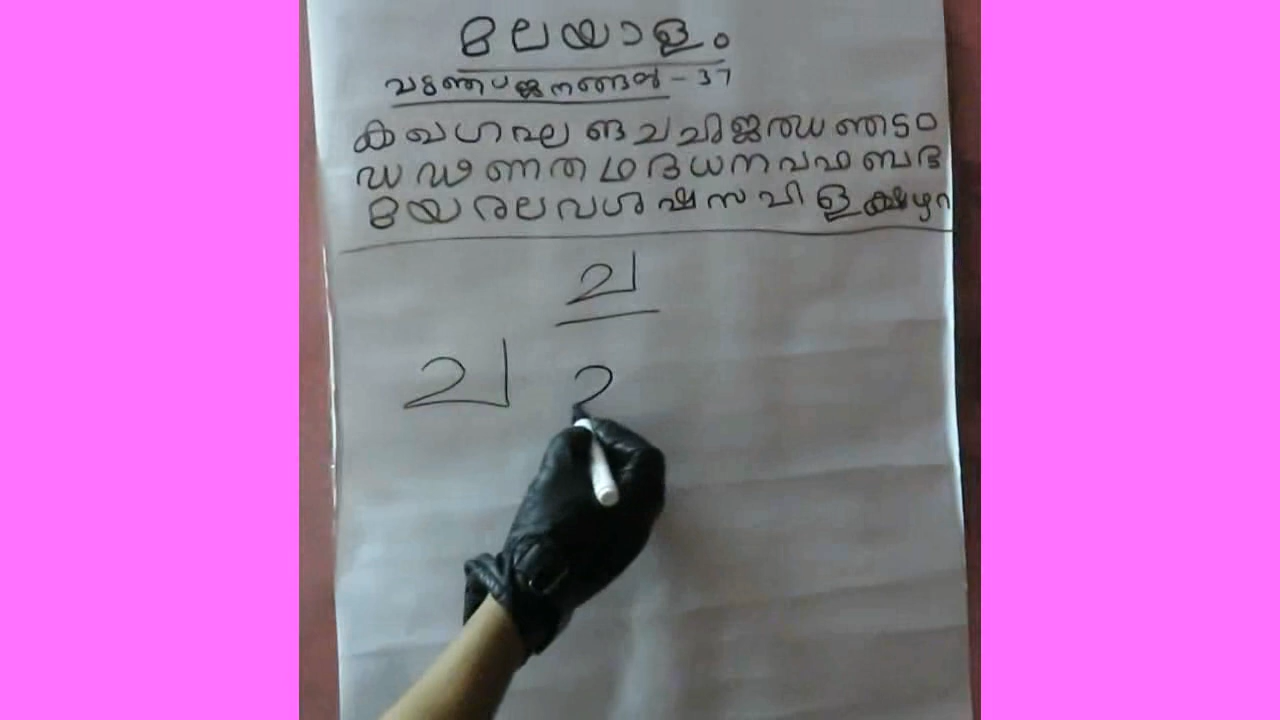 മലയാളം
വ്യഞ്ജനങ്ങൾ - 37
ക ഖ ഗ ഘ ങ ച ഛ ജ ഝ ഞ ട ഠ
ഡ ഢ ണ ത ഥ ദ ധ ന പ ഫ ബ ഭ
മ യ ര ല വ ശ ഷ സ ഹ ള ക്ഷ ഴ റ
ച
ച